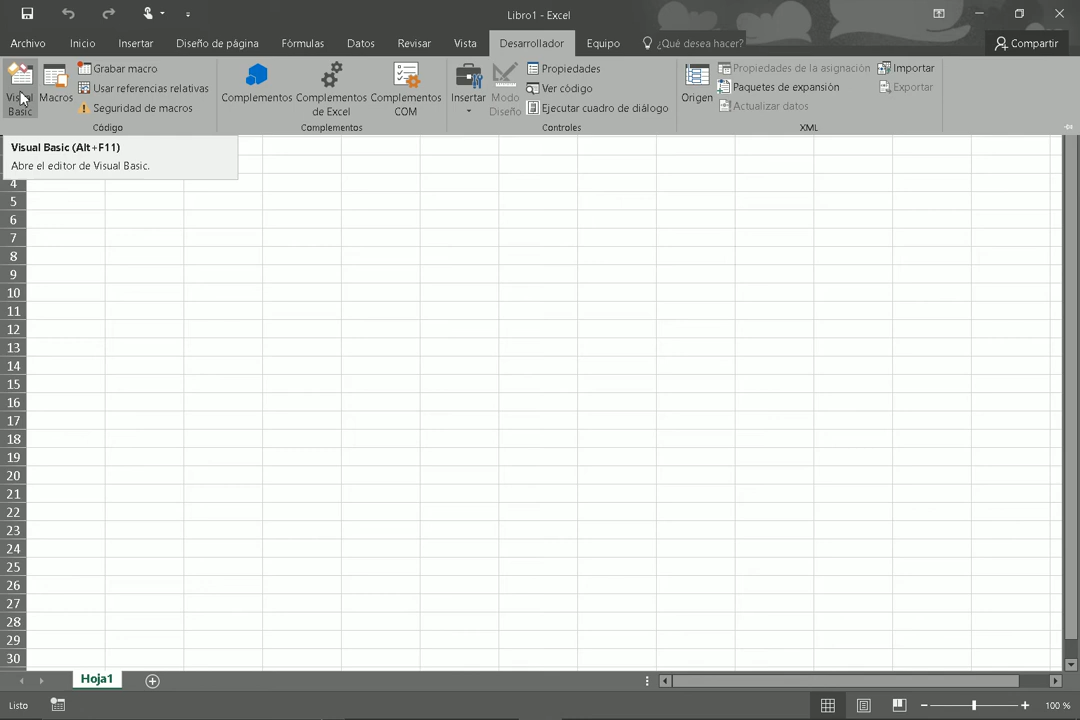 Libro1 - Excel
Archivo Inicio Insertar Diseño de página Fórmulas Datos Revisar Vista Desarrollador Equipo ¿Qué desea hacer? Compartir
Visual Basic
Macros
Grabar macro
Usar referencias relativas
Seguridad de macros
Código
Complementos
Complementos de Excel
Complementos COM
Complementos
Insertar
Modo Diseño
Propiedades
Ver código
Ejecutar cuadro de diálogo
Controles
Origen
Propiedades de la asignación
Paquetes de expansión
Actualizar datos
Importar
Exportar
XML
Visual Basic (Alt+F11)
Abre el editor de Visual Basic.
4
5
6
7
8
9
10
11
12
13
14
15
16
17
18
19
20
21
22
23
24
25
26
27
28
29
30
Hoja1
Listo
100 %